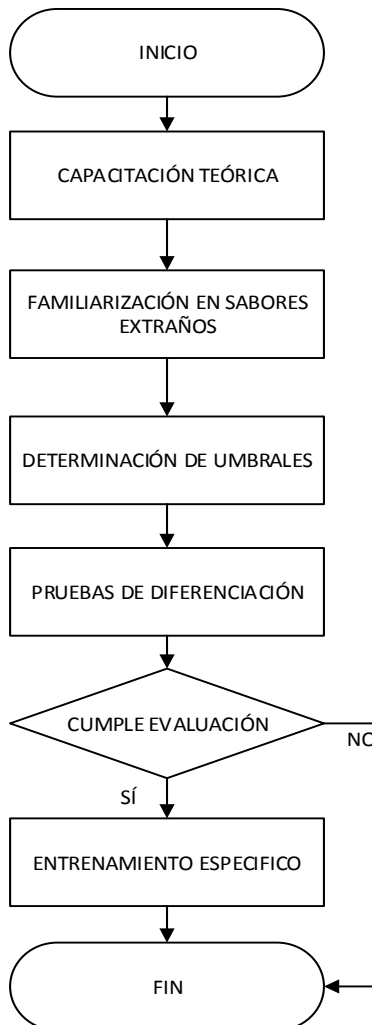 INICIO
CAPACITACIÓN TEÓRICA
FAMILIARIZACIÓN EN SABORES
EXTRAÑOS
DETERMINACIÓN DE UMBRALES
PRUEBAS DE DIFERENCIACIÓN
CUMPLE EVALUACIÓN
NO
SÍ
ENTRENAMIENTO ESPECIFICO
FIN